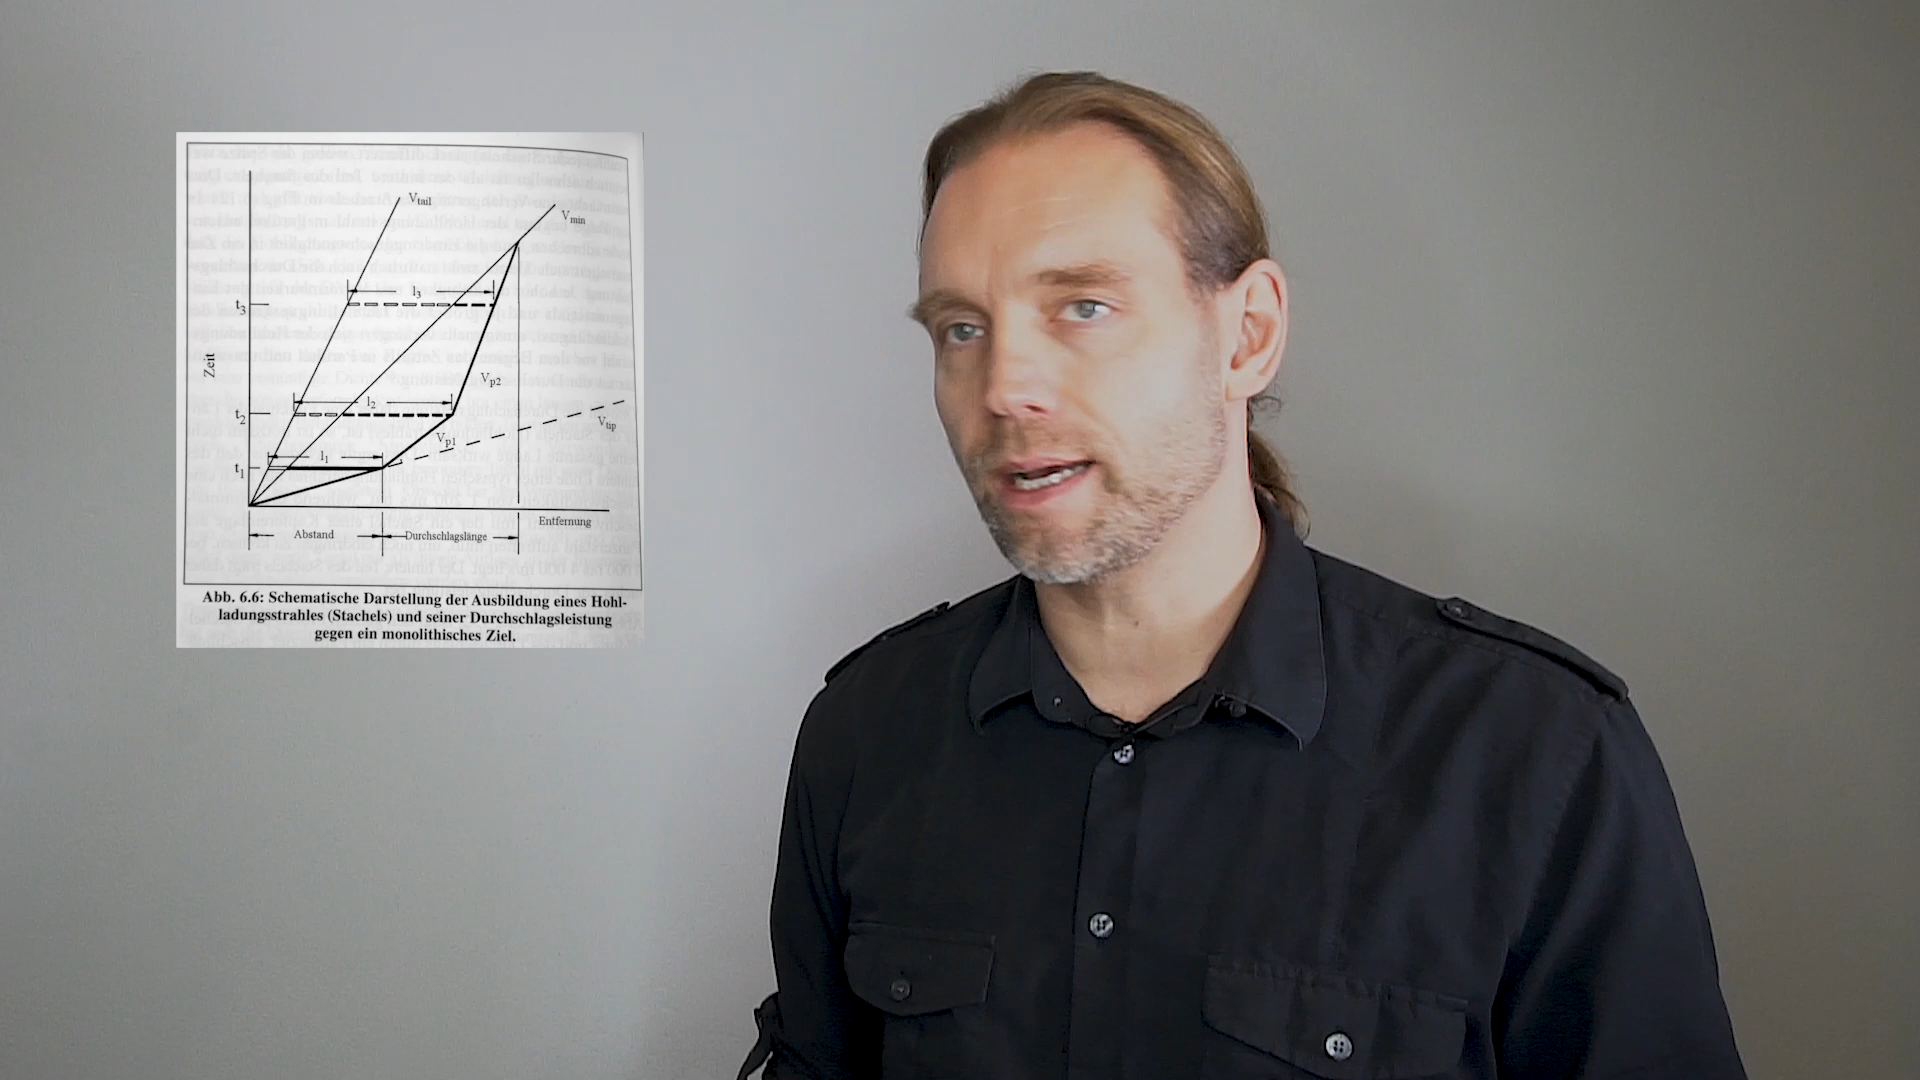 V_tail
V_min
l_3
t_3
Zeit
V_p2
l_2
t_2
V_tip
V_p1
l_1
t_1
Entfernung
Abstand
Durchschlagslänge
Abb. 6.6: Schematische Darstellung der Ausbildung eines Hohl-
ladungsstrahles (Stachels) und seiner Durchschlagsleistung
gegen ein monolithisches Ziel.